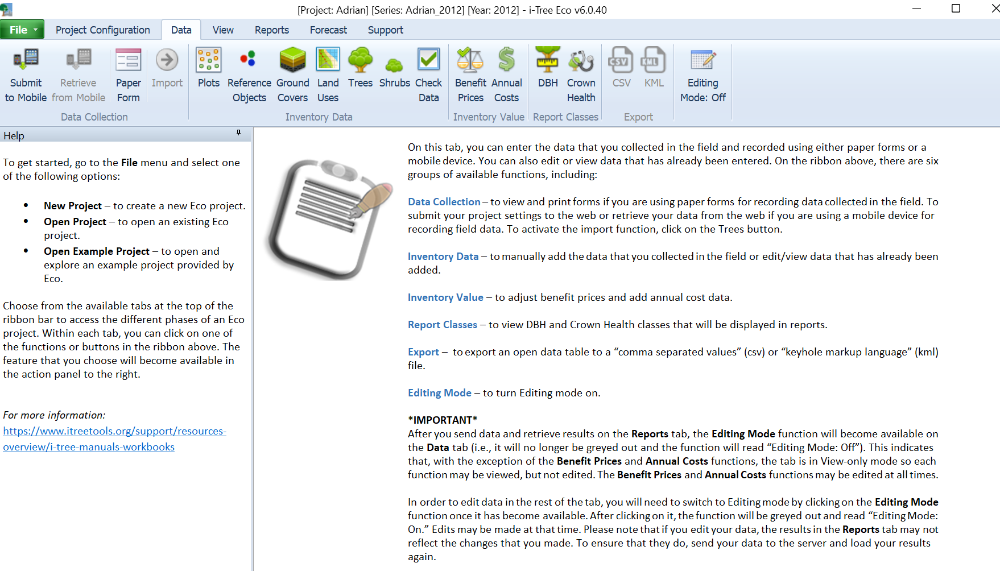 [Project: Adrian] [Series: Adrian_2012] [Year: 2012] - i-Tree Eco v6.0.40
File
Project Configuration
Data
View
Reports
Forecast
Support
Submit
to Mobile
Retrieve
from Mobile
Paper
Form
Import
Plots
Reference
Objects
Ground
Covers
Land
Uses
Trees
Shrubs
Check
Data
Benefit
Prices
Annual
Costs
DBH
Crown
Health
CSV
CSV
KML
KML
Editing
Mode: Off
Data Collection
Inventory Data
Inventory Value
Report Classes
Export
Help
To get started, go to the File menu and select one
of the following options:
• New Project – to create a new Eco project.
• Open Project – to open an existing Eco
project.
• Open Example Project – to open and
explore an example project provided by
Eco.
Choose from the available tabs at the top of the
ribbon bar to access the different phases of an Eco
project. Within each tab, you can click on one of
the functions or buttons in the ribbon above. The
feature that you choose will become available in
the action panel to the right.
For more information:
https://www.itreetools.org/support/resources-
overview/i-tree-manuals-workbooks
On this tab, you can enter the data that you collected in the field and recorded using either paper forms or a
mobile device. You can also edit or view data that has already been entered. On the ribbon above, there are six
groups of available functions, including:
Data Collection – to view and print forms if you are using paper forms for recording data collected in the field. To
submit your project settings to the web or retrieve your data from the web if you are using a mobile device for
recording field data. To activate the import function, click on the Trees button.
Inventory Data – to manually add the data that you collected in the field or edit/view data that has already been
added.
Inventory Value – to adjust benefit prices and add annual cost data.
Report Classes – to view DBH and Crown Health classes that will be displayed in reports.
Export – to export an open data table to a “comma separated values” (csv) or “keyhole markup language” (kml)
file.
Editing Mode – to turn Editing mode on.
*IMPORTANT*
After you send data and retrieve results on the Reports tab, the Editing Mode function will become available on
the Data tab (i.e., it will no longer be greyed out and the function will read “Editing Mode: Off”). This indicates
that, with the exception of the Benefit Prices and Annual Costs functions, the tab is in View-only mode so each
function may be viewed, but not edited. The Benefit Prices and Annual Costs functions may be edited at all times.
In order to edit data in the rest of the tab, you will need to switch to Editing mode by clicking on the Editing Mode
function once it has become available. After clicking on it, the function will be greyed out and read “Editing Mode:
On.” Edits may be made at that time. Please note that if you edit your data, the results in the Reports tab may not
reflect the changes that you made. To ensure that they do, send your data to the server and load your results
again.